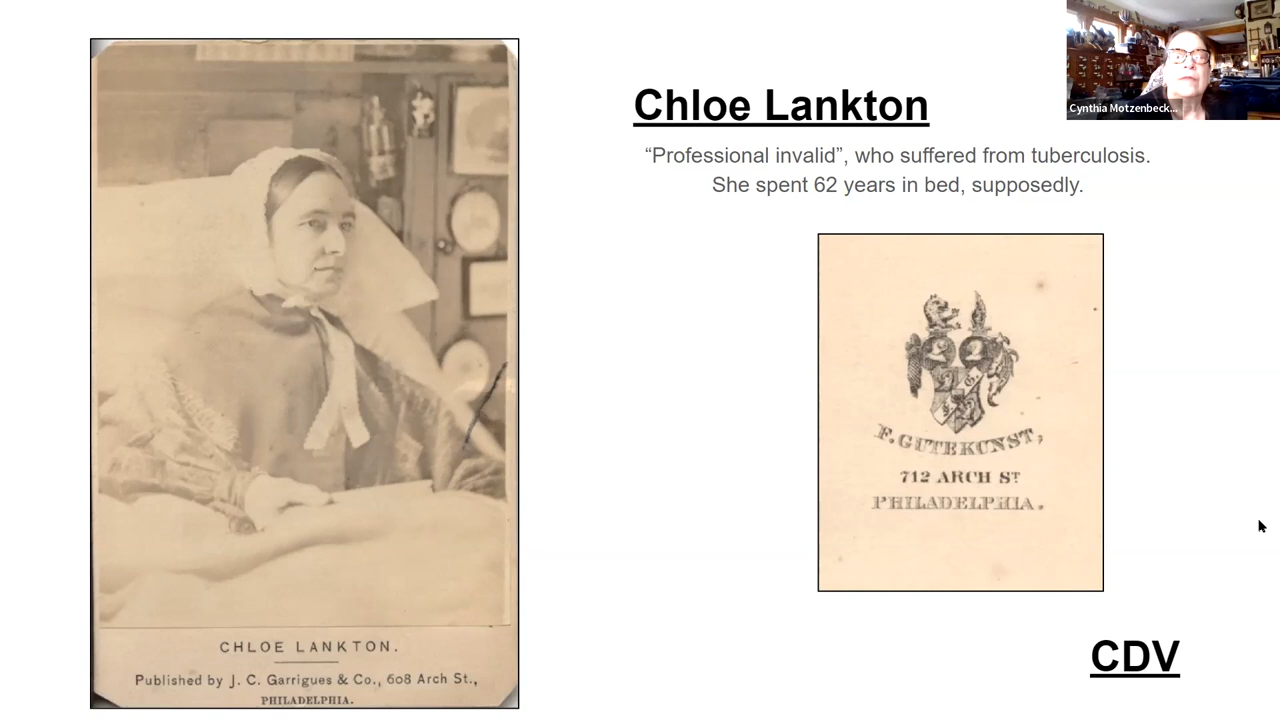 Chloe Lankton
“Professional invalid”, who suffered from tuberculosis.
She spent 62 years in bed, supposedly.
Cynthia Motzenbeck...
CHLOE LANKTON.
Published by J. C. Garrigues & Co., 608 Arch St.,
PHILADELPHIA.
F. GUTEKUNST,
712 ARCH ST
PHILADELPHIA.
CDV